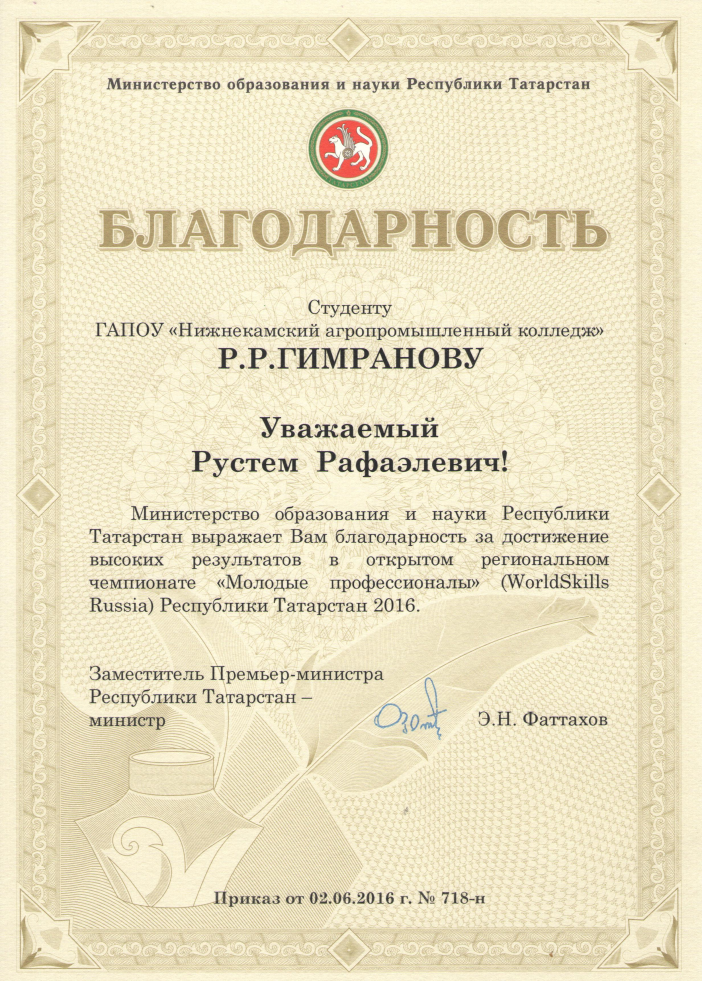 Министерство образования и науки Республики Татарстан
БЛАГОДАРНОСТЬ
Студенту
ГАПОУ «Нижнекамский агропромышленный колледж»
Р.Р.ГИМРАНОВУ
Уважаемый
Рустем Рафаэлевич!
Министерство образования и науки Республики
Татарстан выражает Вам благодарность за достижение
высоких результатов в открытом региональном
чемпионате «Молодые профессионалы» (WorldSkills
Russia) Республики Татарстан 2016.
Заместитель Премьер-министра
Республики Татарстан –
министр
Э.Н. Фаттахов
Приказ от 02.06.2016 г. № 718-н